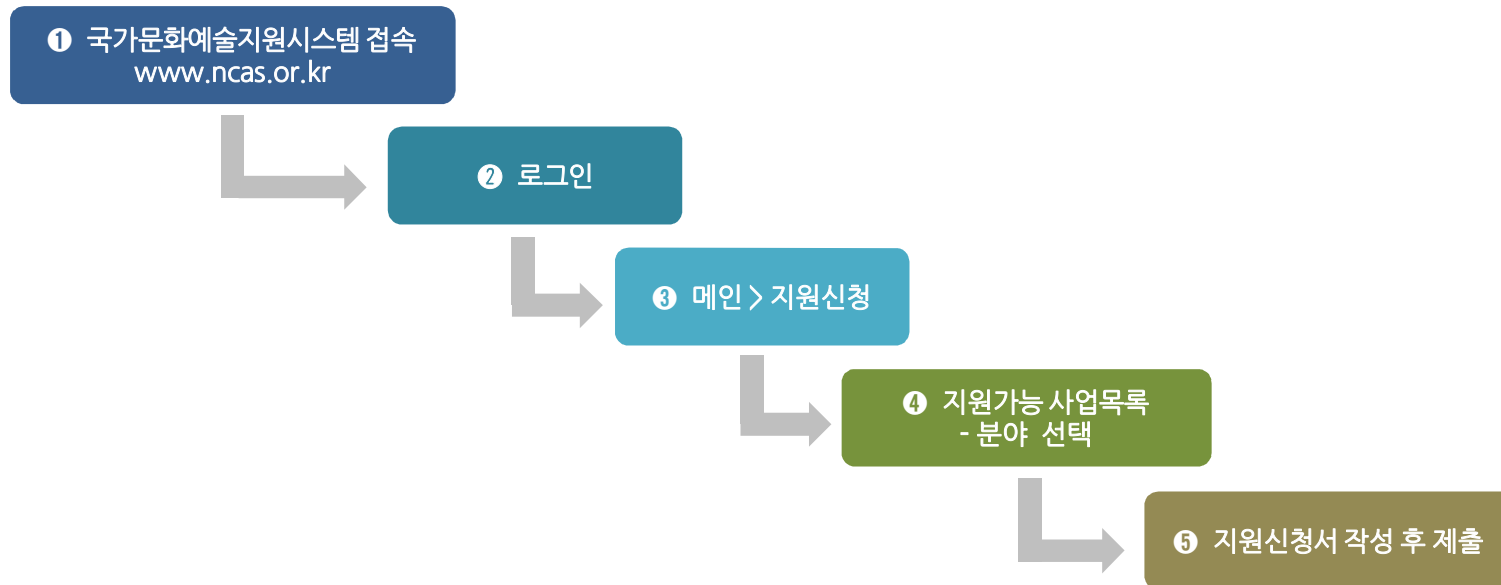 ❶ 국가문화예술지원시스템 접속
www.ncas.or.kr
❷ 로그인
❸ 메인 > 지원신청
❹ 지원가능 사업목록
- 분야 선택
❺ 지원신청서 작성 후 제출